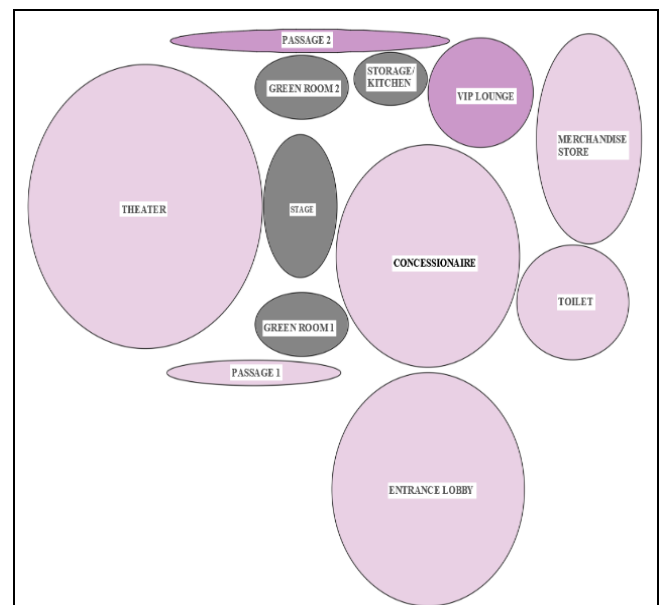 PASSAGE 2
STORAGE/
KITCHEN
GREEN ROOM 2
VIP LOUNGE
MERCHANDISE
STORE
THEATER
STAGE
CONCESSIONAIRE
TOILET
GREEN ROOM 1
PASSAGE 1
ENTRANCE LOBBY